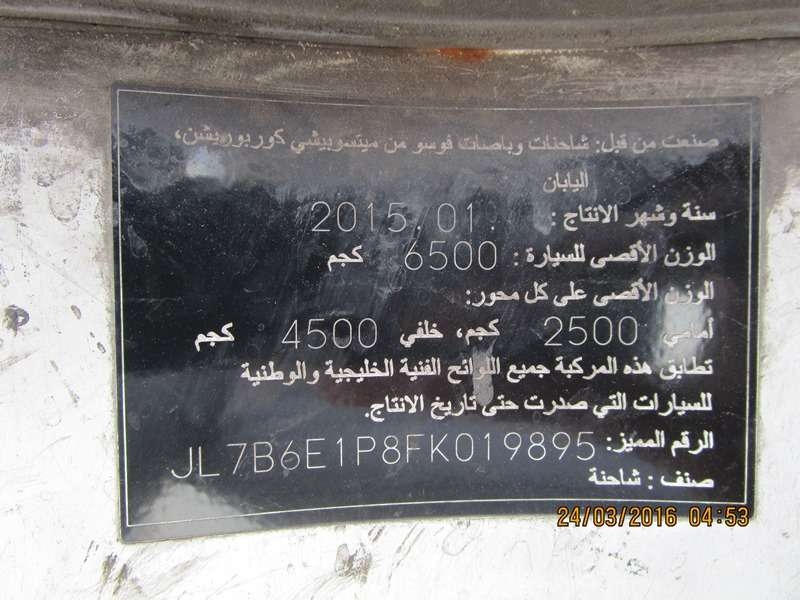 صنعت من قبل: شاحنات وباصات فوسو من ميتسوبيشي كوربوريشن،
اليابان
سنة وشهر الانتاج : 2015.01.
الوزن الأقصى للسيارة : 6500 كجم
الوزن الأقصى على كل محور:
أمامي 2500 كجم، خلفي 4500 كجم
تطابق هذه المركبة جميع اللوائح الفنية الخليجية والوطنية
للسيارات التي صدرت حتى تاريخ الانتاج.
الرقم المميز: JL7B6E1P8FK019895
صنف : شاحنة
24/03/2016 04:53